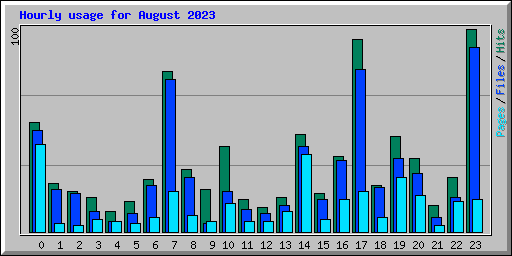 Hourly usage for August 2023
100
Pages/Files/Hits
0 1 2 3 4 5 6 7 8 9 10 11 12 13 14 15 16 17 18 19 20 21 22 23